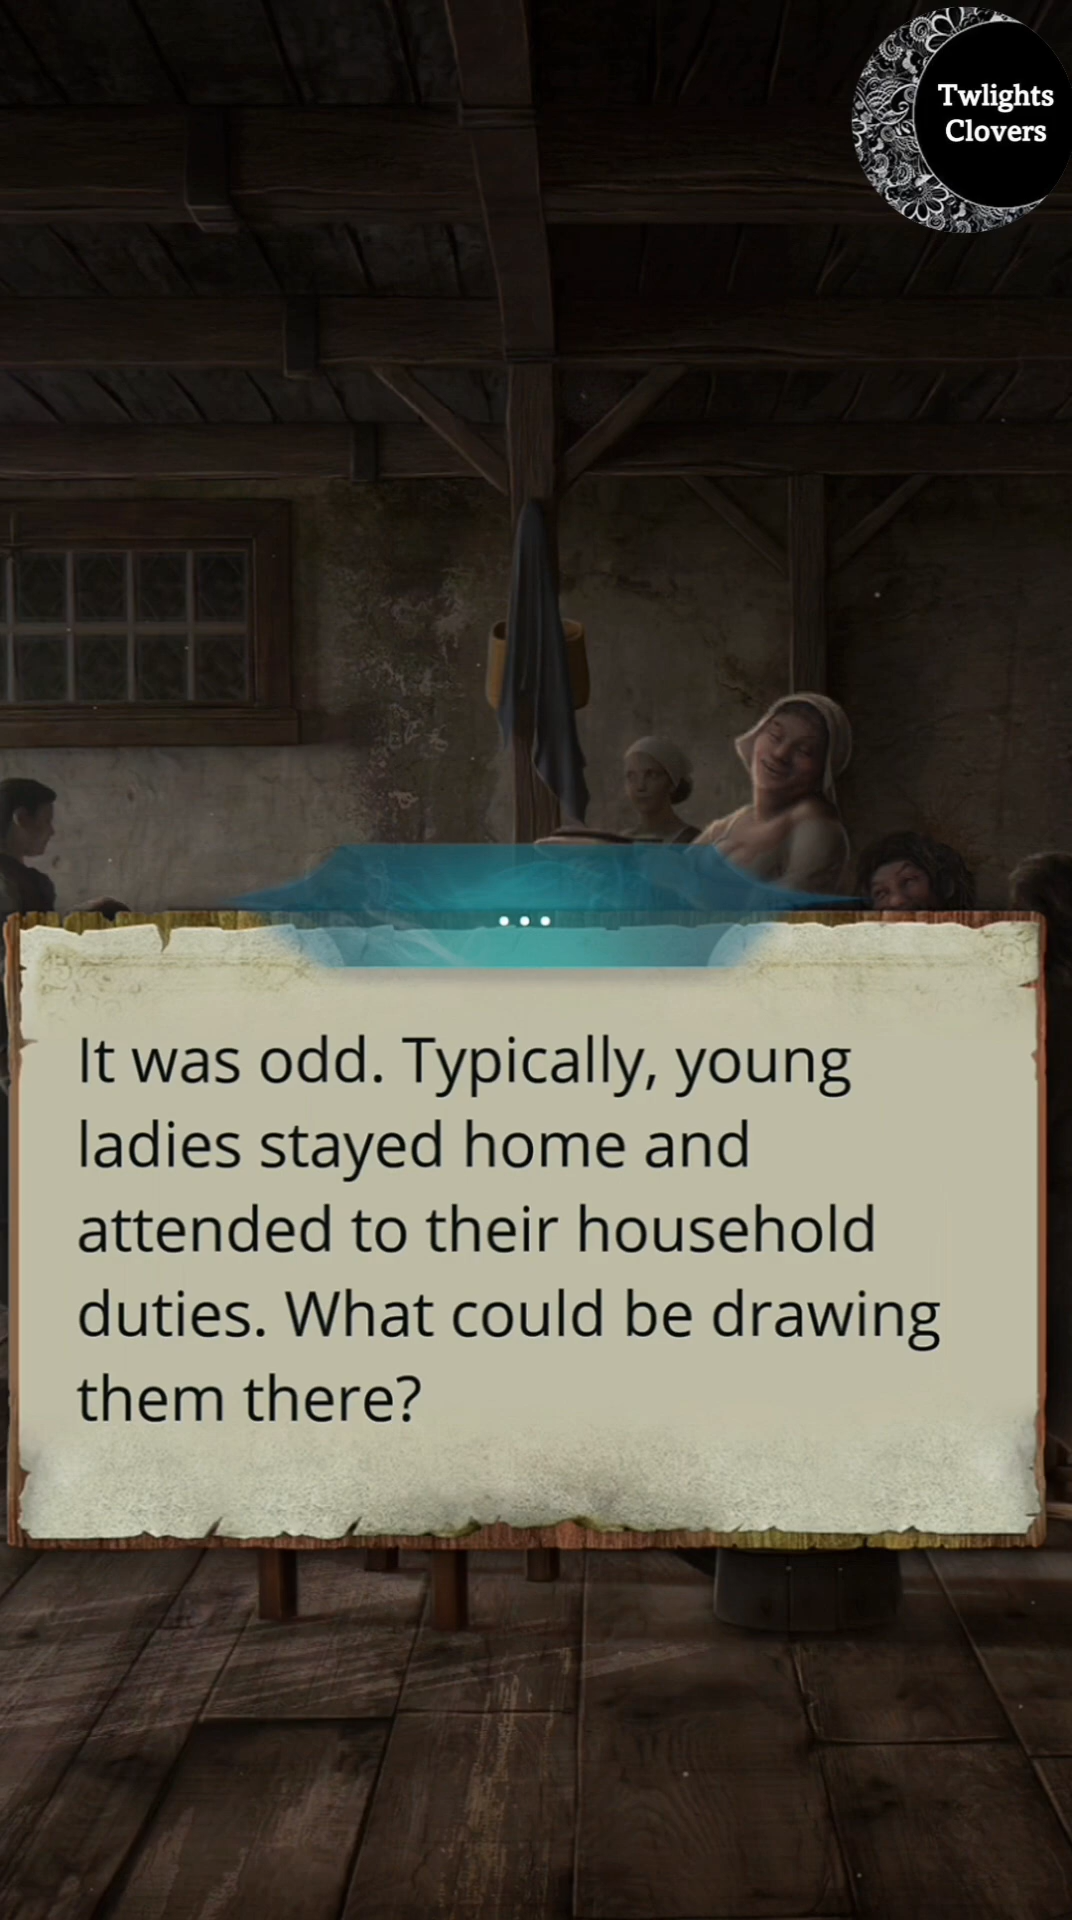 Twlights
Clovers
...
It was odd. Typically, young
ladies stayed home and
attended to their household
duties. What could be drawing
them there?